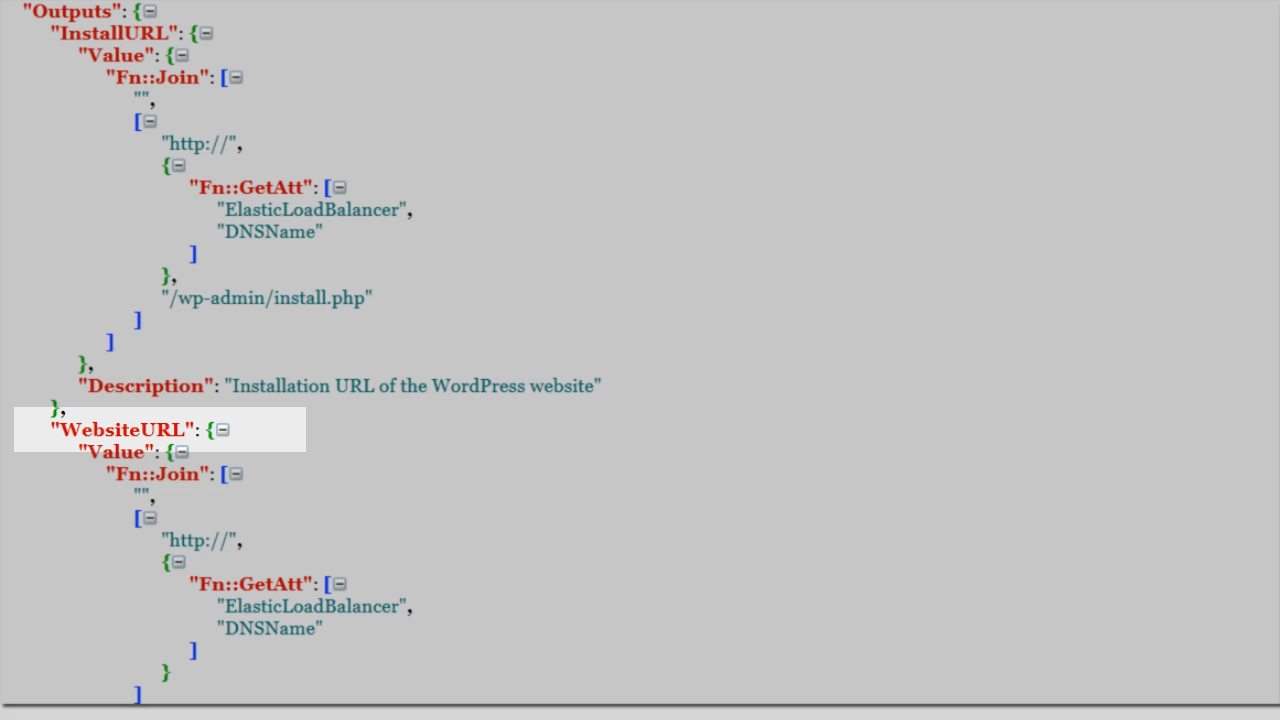 "Outputs": {
"InstallURL": {
"Value": {
"Fn::Join": [
"",
[
"http://",
{
"Fn::GetAtt": [
"ElasticLoadBalancer",
"DNSName"
]
},
"/wp-admin/install.php"
]
]
},
"Description": "Installation URL of the WordPress website"
},
"WebsiteURL": {
"Value": {
"Fn::Join": [
"",
[
"http://",
{
"Fn::GetAtt": [
"ElasticLoadBalancer",
"DNSName"
]
}
]